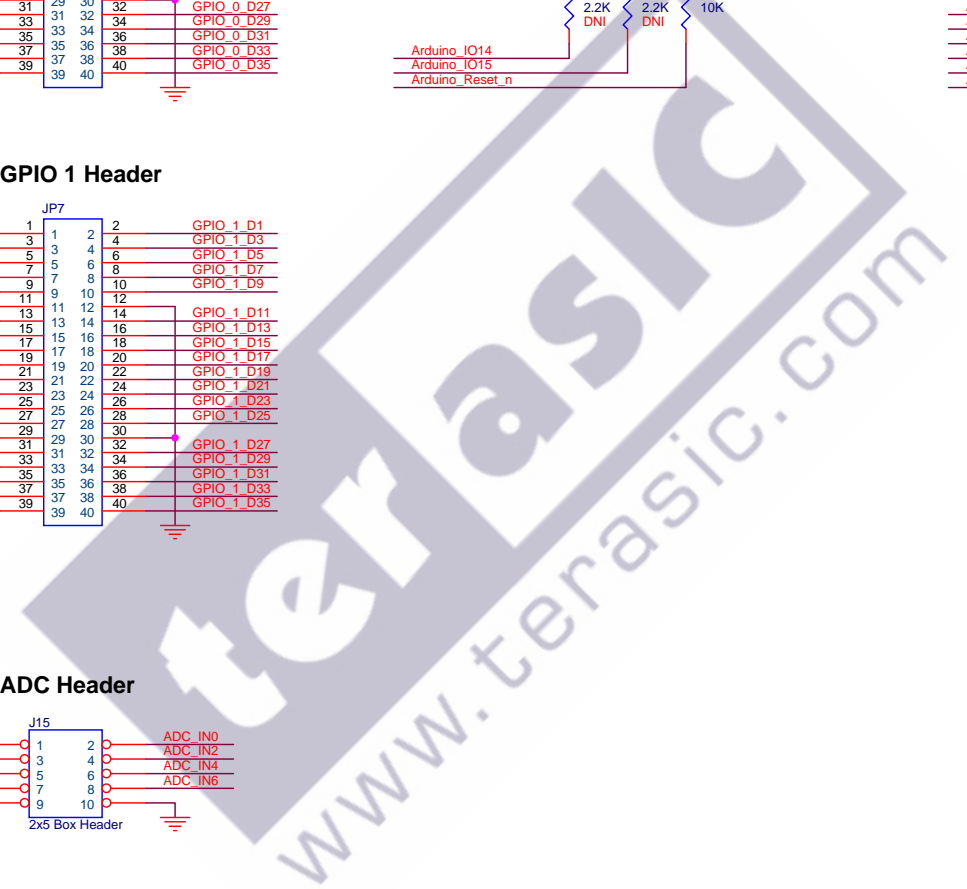 29 30
31 32 GPIO_0_D27
31 32
33 GPIO_0_D29
33 34 34
35 36 GPIO_0_D31
35 36
37 38 GPIO_0_D33
37 38
39 40 GPIO_0_D35
39 40
2.2K 2.2K 10K
DNI DNI
Arduino_IO14
Arduino_IO15
Arduino_Reset_n
GPIO 1 Header
JP7
1 2 GPIO_1_D1
1 2
3 4 GPIO_1_D3
3 4
5 6 GPIO_1_D5
5 6
7 8 GPIO_1_D7
7 8
9 10 GPIO_1_D9
9 10
11 12
11 12
13 14 GPIO_1_D11
13 14
15 16 GPIO_1_D13
15 16
17 18 GPIO_1_D15
17 18
19 20 GPIO_1_D17
19 20
21 22 GPIO_1_D19
21 22
23 24 GPIO_1_D21
23 24
25 26 GPIO_1_D23
25 26
27 28 GPIO_1_D25
27 28
29 30
29 30
31 32 GPIO_1_D27
31 32
33 34 GPIO_1_D29
33 34
35 36 GPIO_1_D31
35 36
37 38 GPIO_1_D33
37 38
39 40 GPIO_1_D35
39 40
terasic
www.terasic.com
ADC Header
J15
1 2 ADC_IN0
3 4 ADC_IN2
5 6 ADC_IN4
7 8 ADC_IN6
9 10
2x5 Box Header